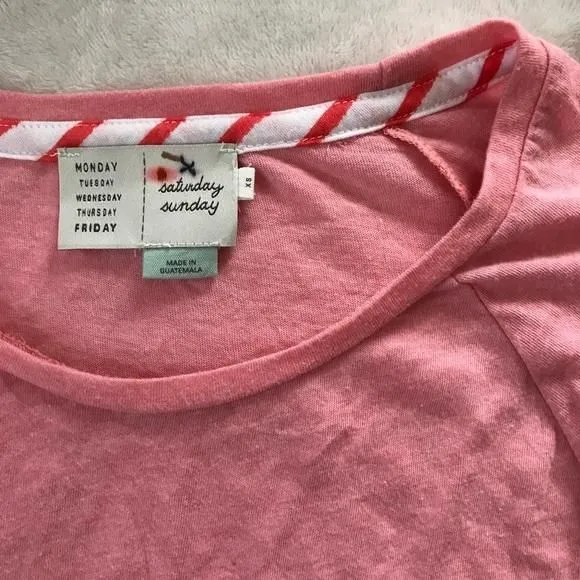 MONDAY
TUESDAY
WEDNESDAY
THURSDAY
FRIDAY
saturday
sunday
XS
MADE IN
GUATEMALA